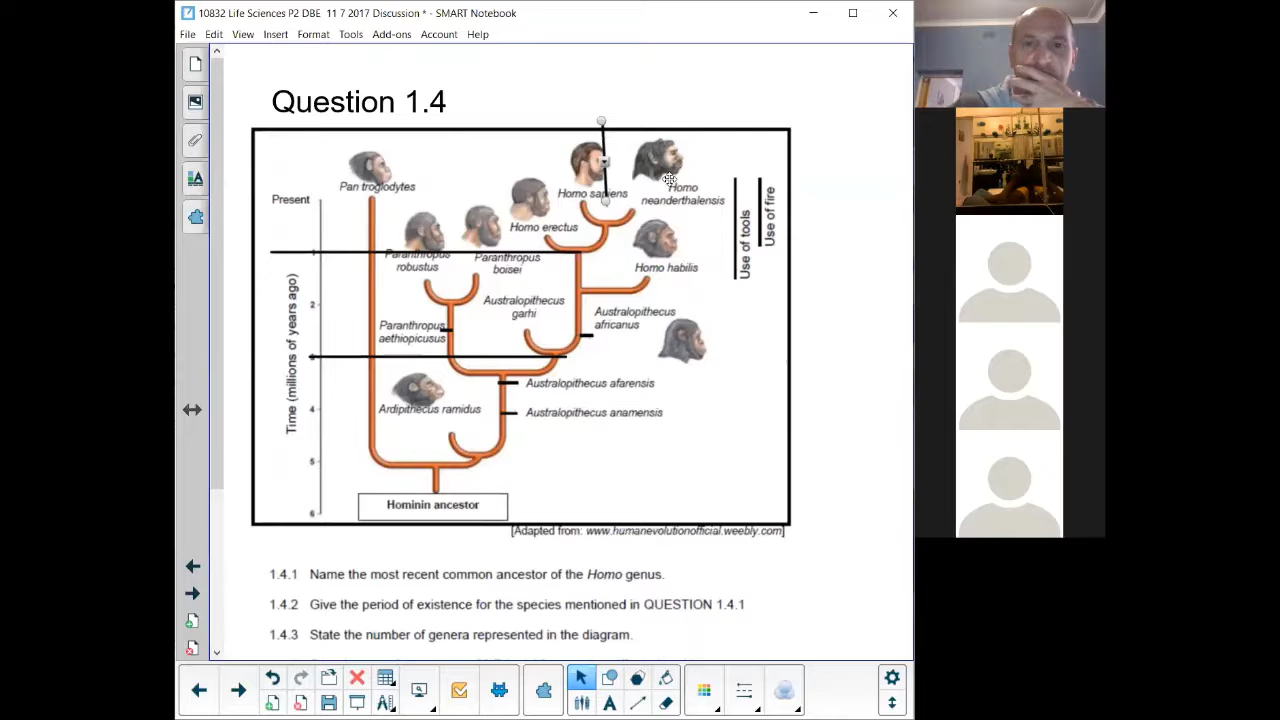 10832 Life Sciences P2 DBE 11 7 2017 Discussion * - SMART Notebook
File Edit View Insert Format Tools Add-ons Account Help
Question 1.4
Pan troglodytes
Present
Homo sapiens
Homo
neanderthalensis
Homo erectus
Use of tools
Use of fire
Paranthropus
robustus
Paranthropus
boisei
Homo habilis
1
2
3
4
5
6
Time (millions of years ago)
Australopithecus
garhi
Australopithecus
africanus
Paranthropus
aethiopicusus
Ardipithecus ramidus
Australopithecus afarensis
Australopithecus anamensis
Hominin ancestor
[Adapted from: www.humanevolutionofficial.weebly.com]
1.4.1 Name the most recent common ancestor of the Homo genus.
1.4.2 Give the period of existence for the species mentioned in QUESTION 1.4.1
1.4.3 State the number of genera represented in the diagram.